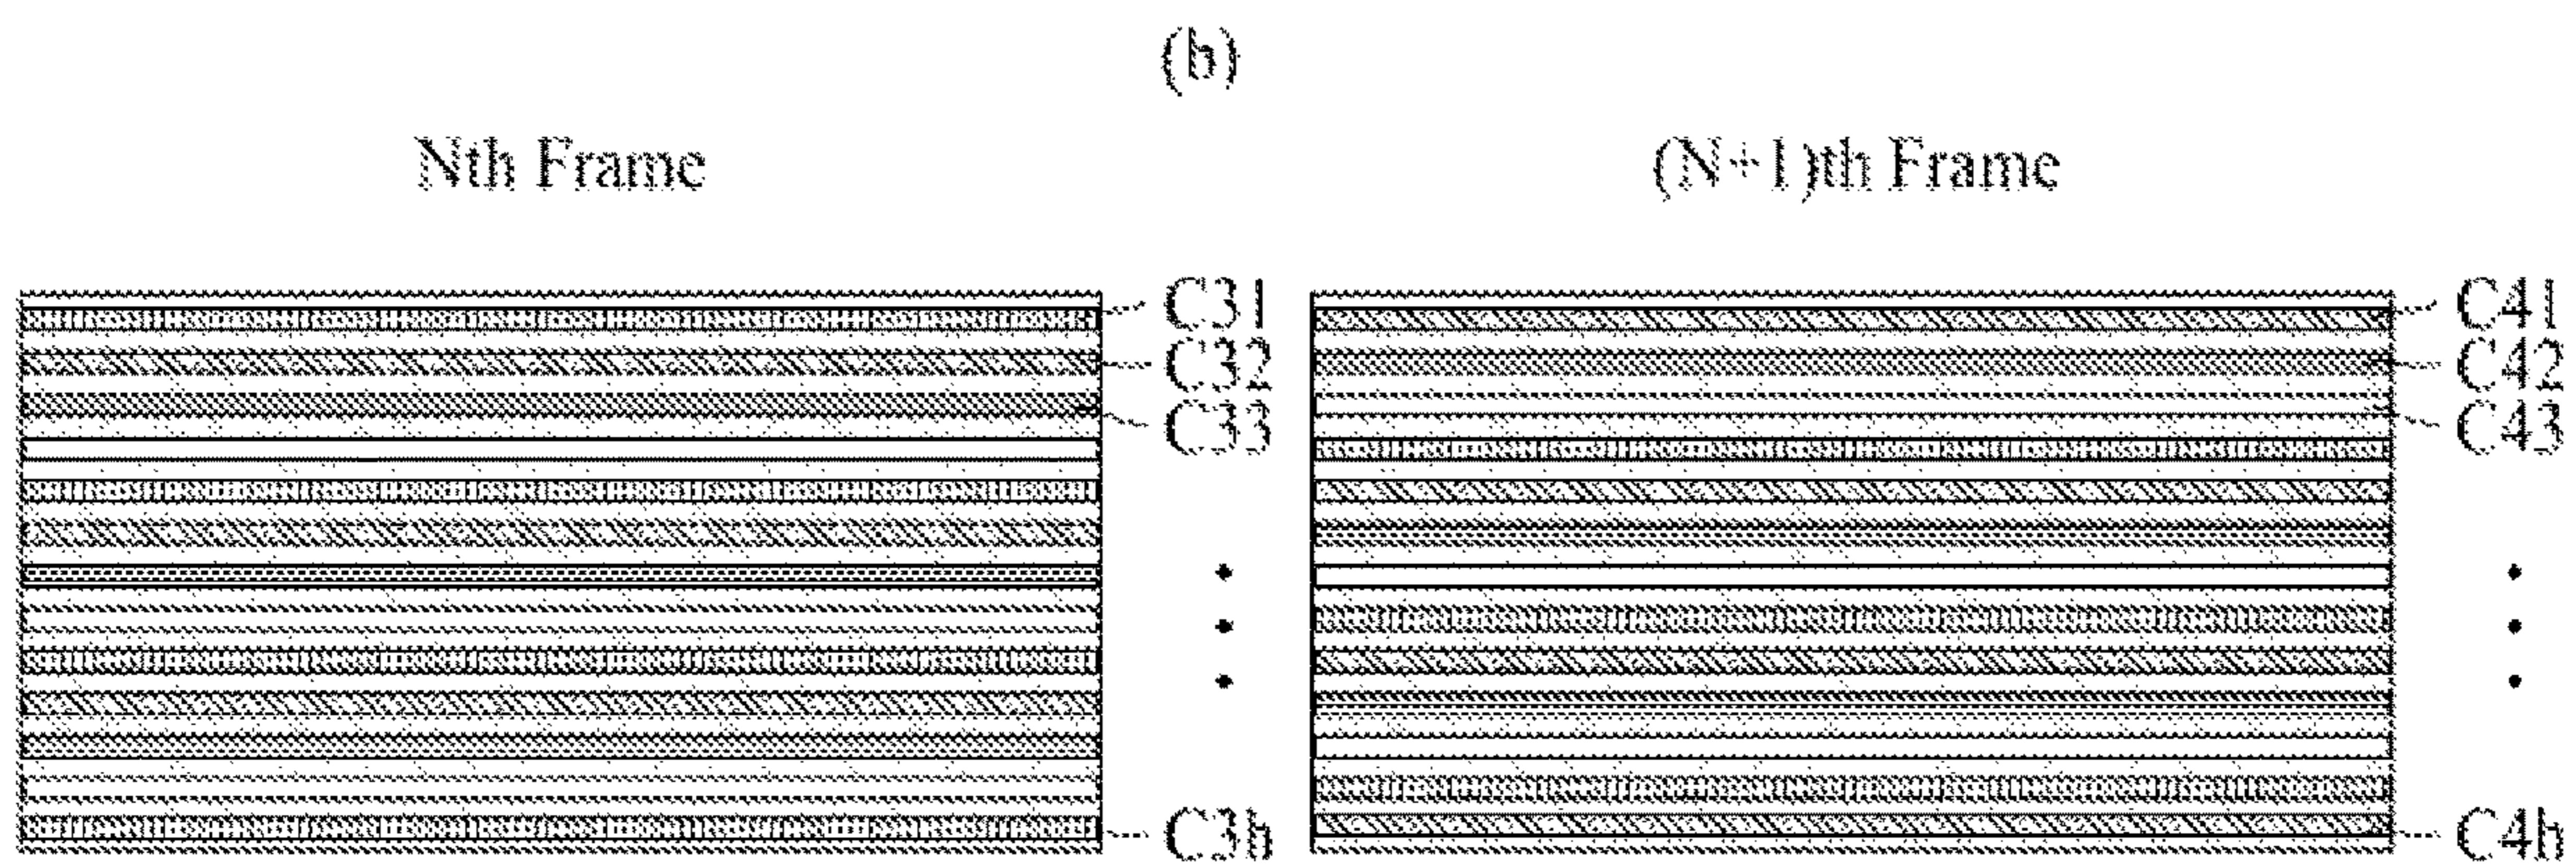 (b)
Nth Frame
(N+1)th Frame
C31
C32
C33
C3h
C41
C42
C43
C4h